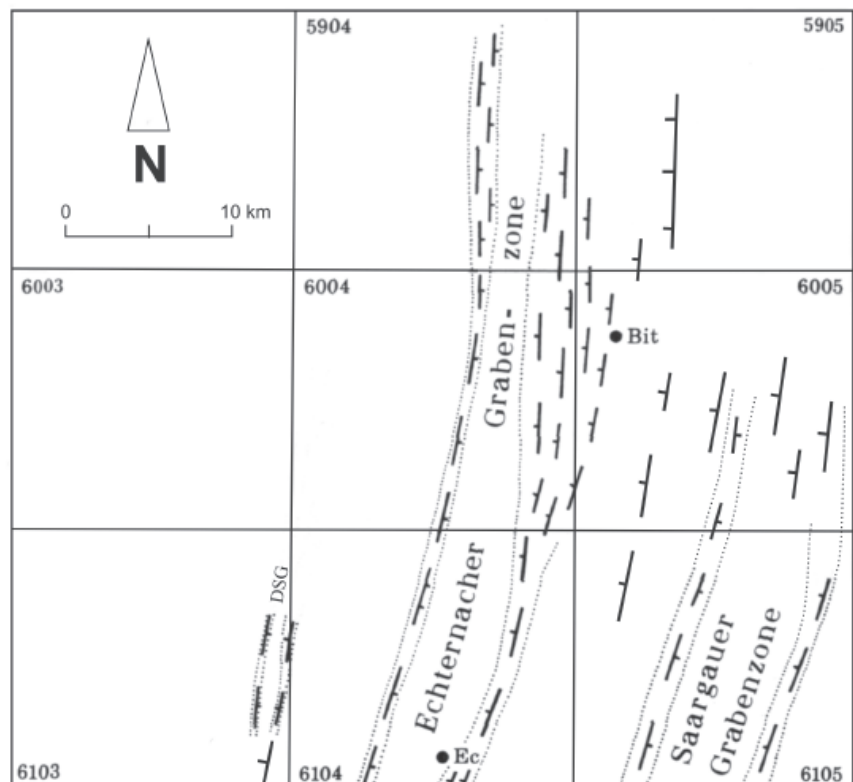 5904
5905
N
0 10 km
6003
6004
6005
Echternacher
Graben-
zone
Bit
DSG
Saargauer
Grabenzone
Ec
6103
6104
6105